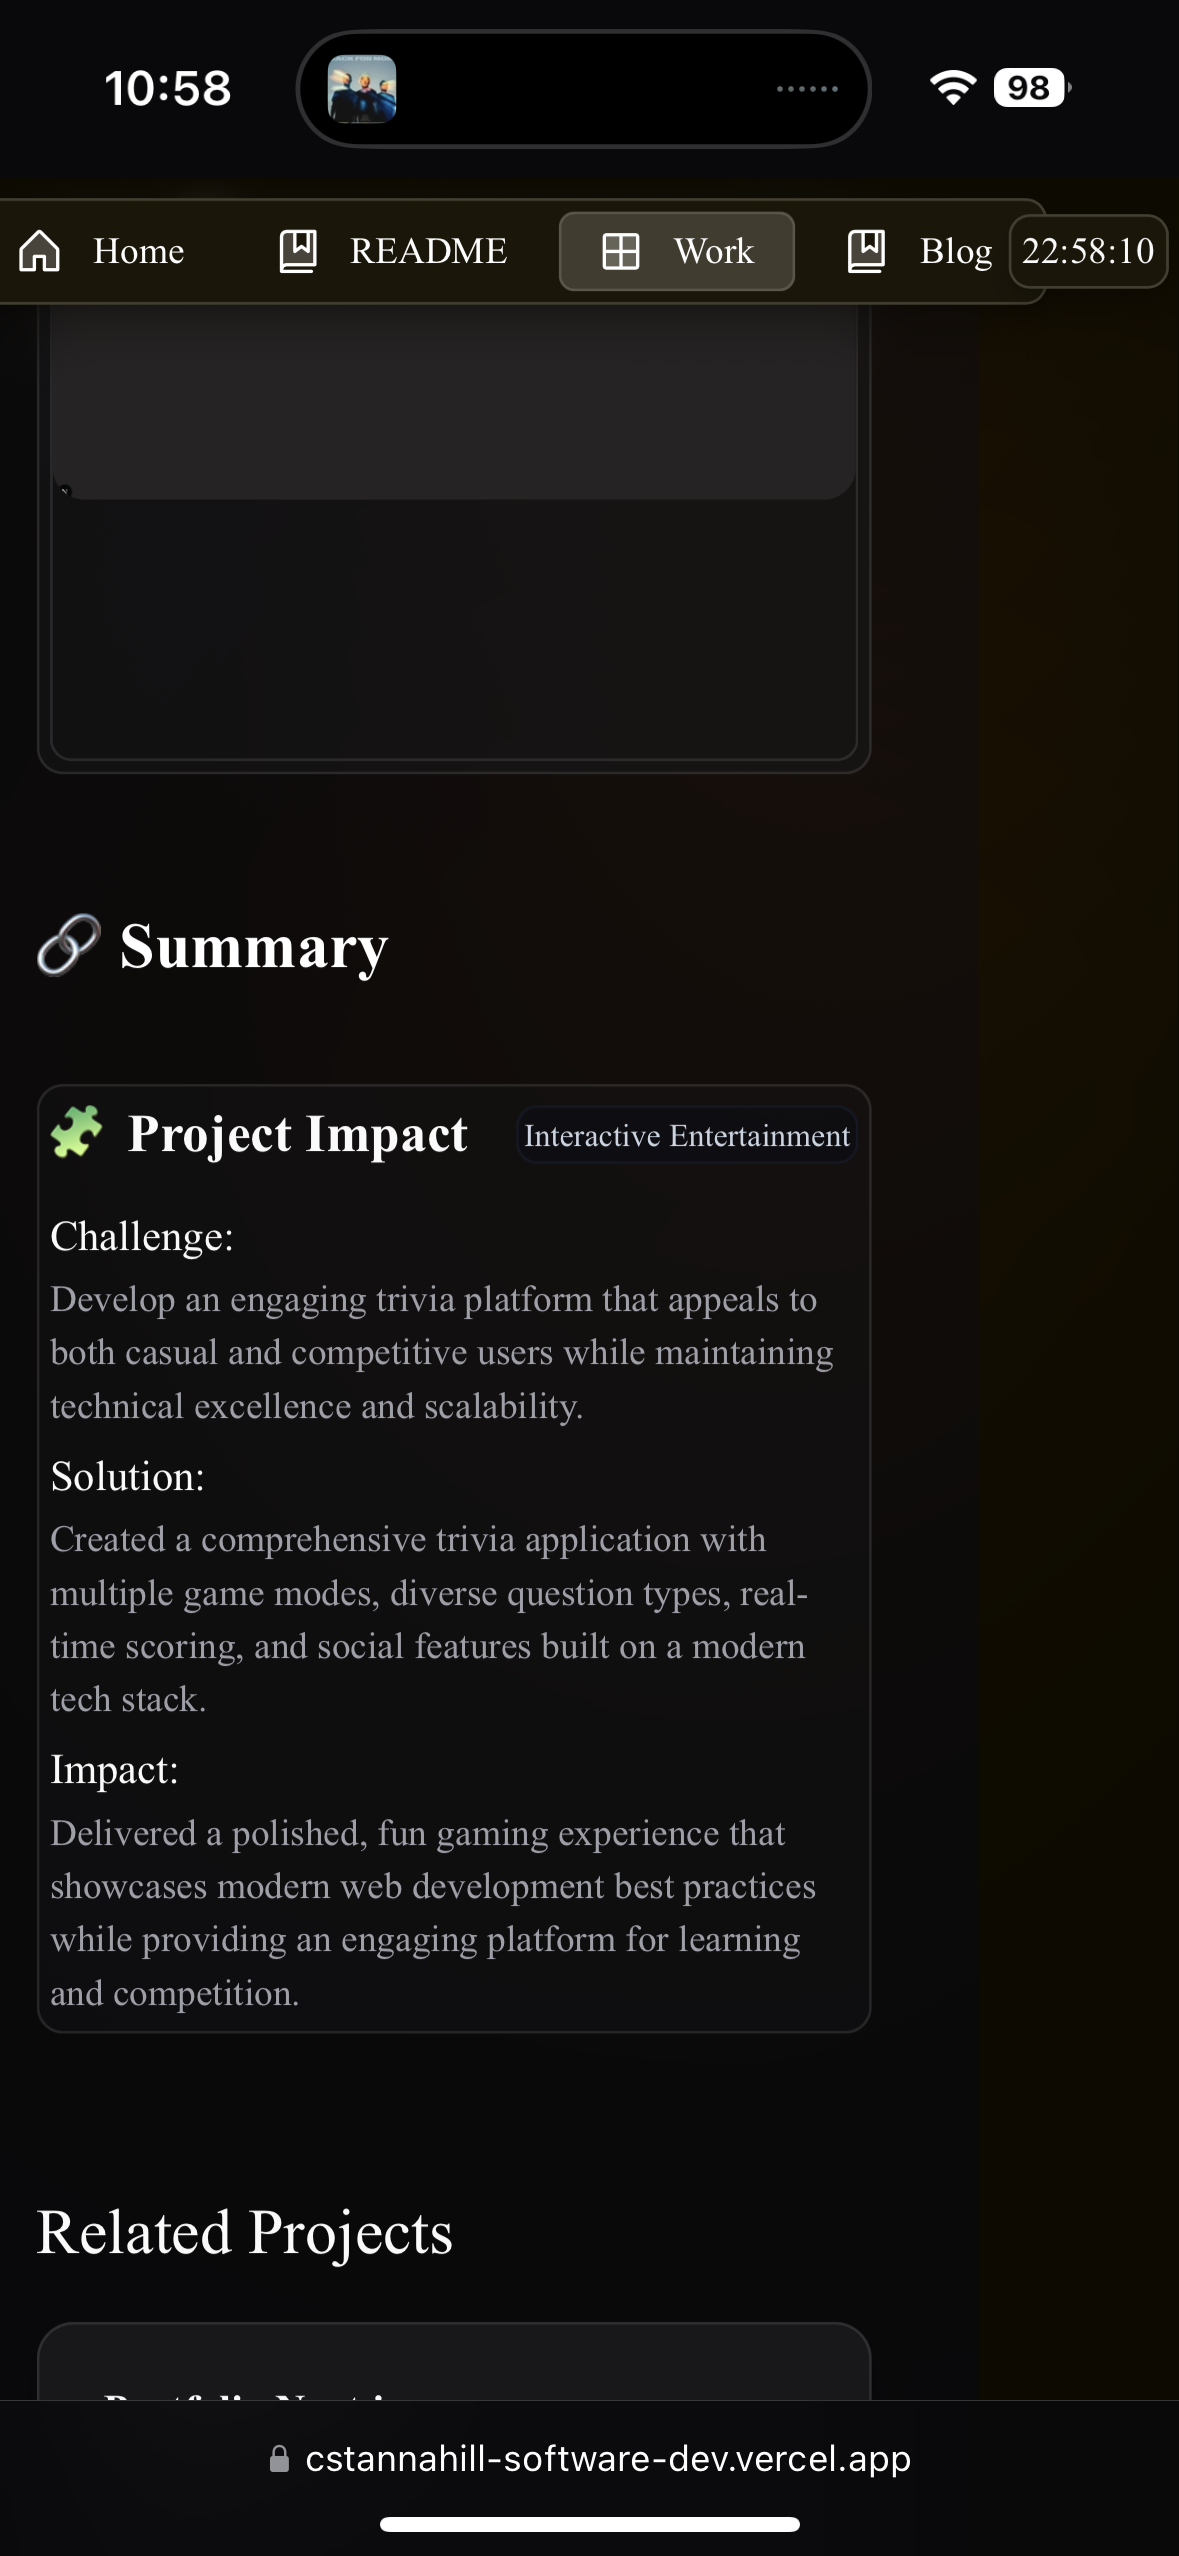 10:58
98
Home
README
Work
Blog
22:58:10
Summary
Project Impact
Interactive Entertainment
Challenge:
Develop an engaging trivia platform that appeals to
both casual and competitive users while maintaining
technical excellence and scalability.
Solution:
Created a comprehensive trivia application with
multiple game modes, diverse question types, real-
time scoring, and social features built on a modern
tech stack.
Impact:
Delivered a polished, fun gaming experience that
showcases modern web development best practices
while providing an engaging platform for learning
and competition.
Related Projects
cstannahill-software-dev.vercel.app